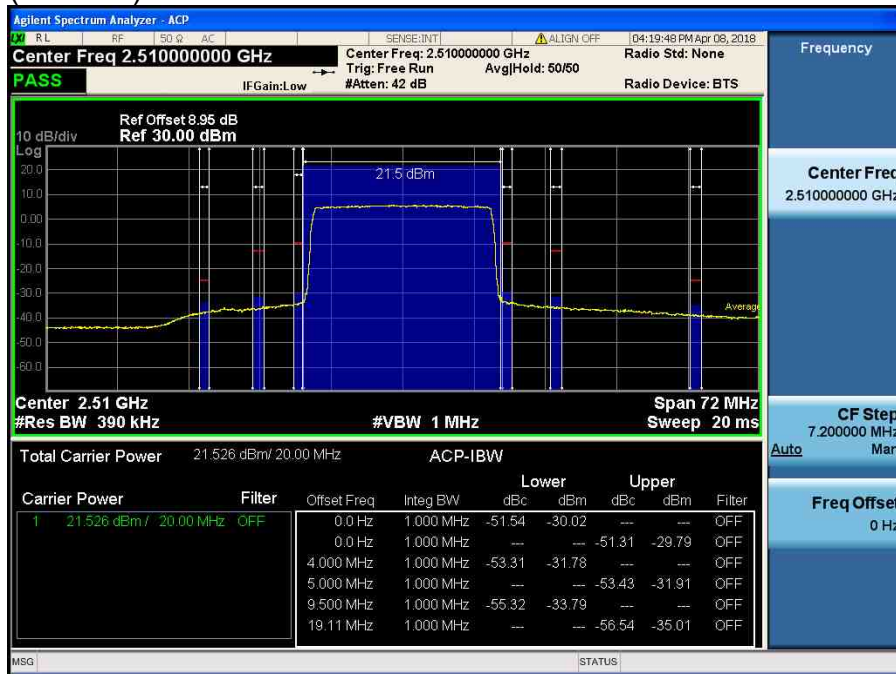 Agilent Spectrum Analyzer - ACP
LXI RL RF 50 Ω AC SENSE:INT ALIGN OFF 04:19:48 PM Apr 08, 2018
Center Freq 2.510000000 GHz Center Freq: 2.510000000 GHz Radio Std: None Frequency
Trig: Free Run Avg|Hold: 50/50
PASS IFGain:Low #Atten: 42 dB Radio Device: BTS
Ref Offset 8.95 dB
10 dB/div Ref 30.00 dBm
Log
20.0
21.5 dBm
10.0
0.00
-10.0
-20.0
-30.0
-40.0
Average
-50.0
-60.0
Center Freq
2.510000000 GHz
Center 2.51 GHz Span 72 MHz
#Res BW 390 kHz #VBW 1 MHz Sweep 20 ms
CF Step
7.200000 MHz
Auto Man
Total Carrier Power 21.526 dBm/ 20.00 MHz ACP-IBW
Lower Upper
Carrier Power Filter Offset Freq Integ BW dBc dBm dBc dBm Filter
1 21.526 dBm / 20.00 MHz OFF 0.0 Hz 1.000 MHz -51.54 -30.02 --- --- OFF
0.0 Hz 1.000 MHz --- --- -51.31 -29.79 OFF
4.000 MHz 1.000 MHz -53.31 -31.78 --- --- OFF
5.000 MHz 1.000 MHz --- --- -53.43 -31.91 OFF
9.500 MHz 1.000 MHz -55.32 -33.79 --- --- OFF
19.11 MHz 1.000 MHz --- --- -56.54 -35.01 OFF
Freq Offset
0 Hz
MSG STATUS